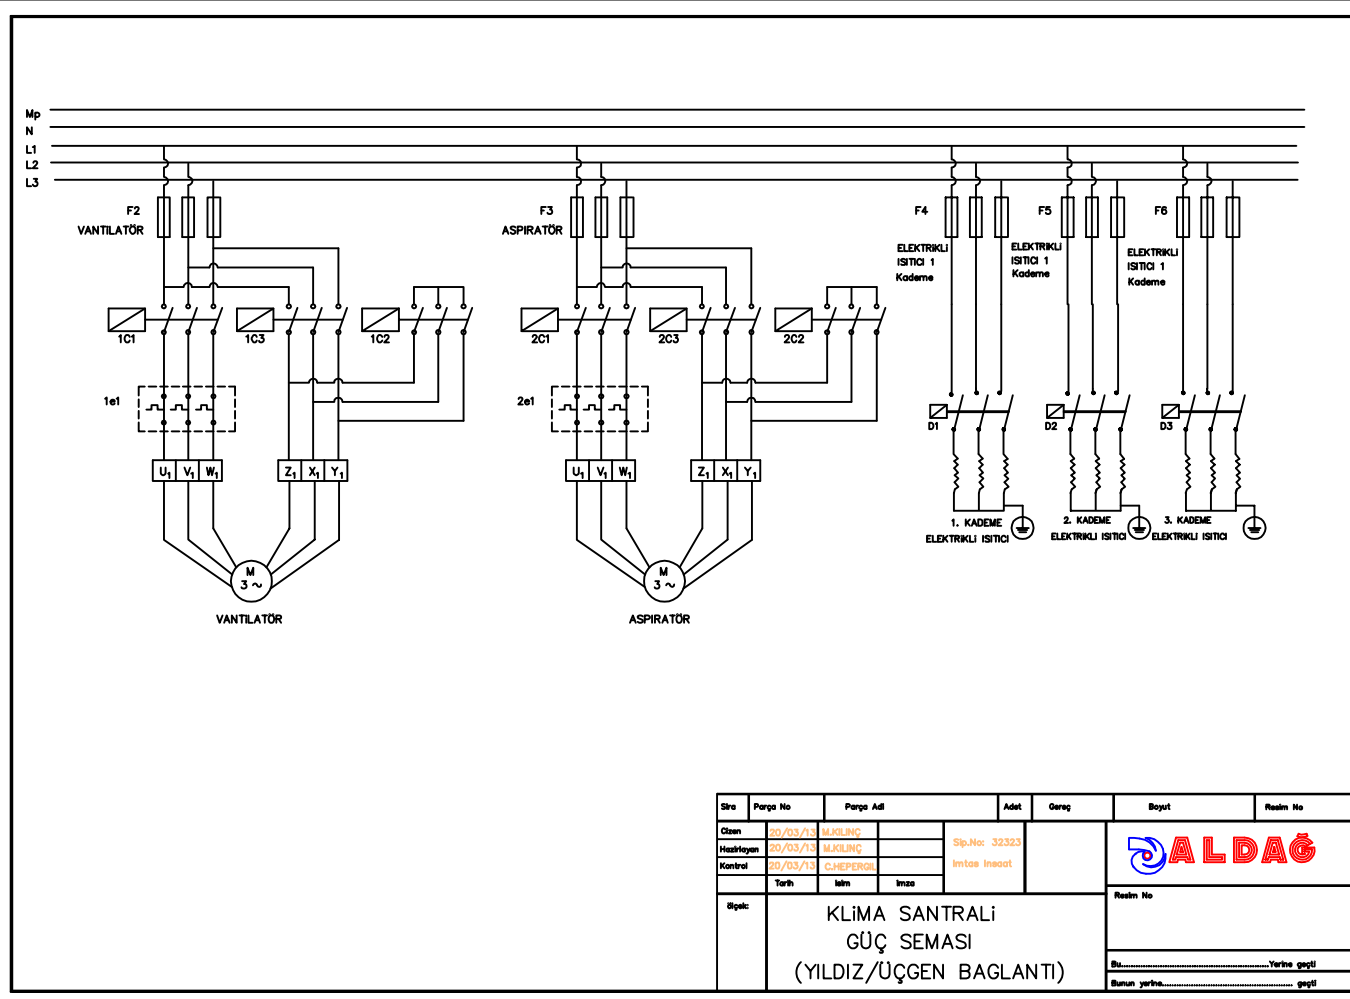 Mp
N
L1
L2
L3
F2
VANTILATÖR
F3
ASPIRATÖR
F4
ELEKTRIKLi
ISITICI 1
Kademe
F5
ELEKTRIKLi
ISITICI 1
Kademe
F6
ELEKTRIKLi
ISITICI 1
Kademe
1C1
1C3
1C2
2C1
2C3
2C2
1e1
2e1
D1
D2
D3
U1 V1 W1
Z1 X1 Y1
U1 V1 W1
Z1 X1 Y1
1. KADEME
ELEKTRIKLI ISITICI
2. KADEME
ELEKTRIKLI ISITICI
3. KADEME
ELEKTRIKLI ISITICI
M
3 ~
VANTILATÖR
M
3 ~
ASPIRATÖR
Sira Parça No Parça Adi Adet Gereç Boyut Resim No
Cizen 20/03/13 M.KILINÇ
Hazirlayan 20/03/13 M.KILINÇ
Kontrol 20/03/13 C.HEPERGIL
Tarih Isim Imza
Sip.No: 32323
Imtas Insaat
ALDAĞ
Resim No
ölçek:
KLiMA SANTRALi
GÜÇ SEMASI
(YILDIZ/ÜÇGEN BAGLANTI)
Bu..................................................Yerine geçti
Bunun yerine........................................... geçti